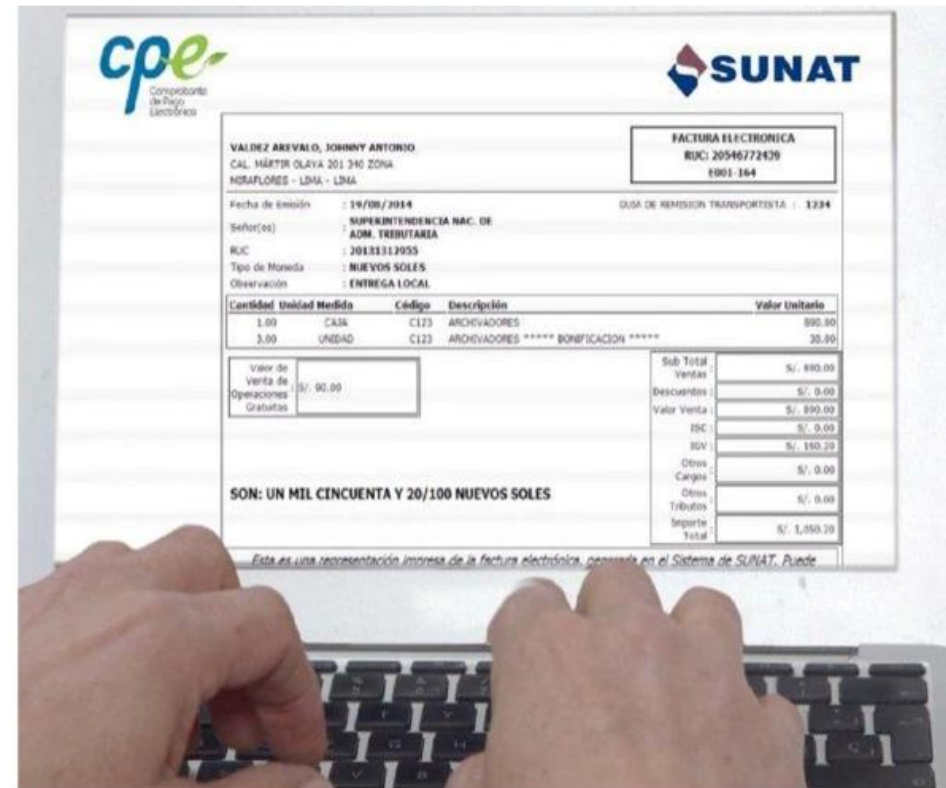 cpe
Comprobante
de Pago
Electrónico
SUNAT
VALDEZ AREVALO, JOHNNY ANTONIO
CAL. MÁRTIR OLAYA 201 340 ZONA
MIRAFLORES - LIMA - LIMA
FACTURA ELECTRONICA
RUC: 20546772439
E001-164
Fecha de Emisión : 19/08/2014 GUIA DE REMISION TRANSPORTISTA : 1234
Señor(es) : SUPERINTENDENCIA NAC. DE
ADM. TRIBUTARIA
RUC : 20131312955
Tipo de Moneda : NUEVOS SOLES
Observación : ENTREGA LOCAL
Cantidad Unidad Medida Código Descripción Valor Unitario
1.00 CAJA C123 ARCHIVADORES 890.00
3.00 UNIDAD C123 ARCHIVADORES ***** BONIFICACION ***** 30.00
Valor de
Venta de
Operaciones
Gratuitas
: S/. 90.00
Sub Total
Ventas : S/. 890.00
Descuentos : S/. 0.00
Valor Venta : S/. 890.00
ISC : S/. 0.00
IGV : S/. 160.20
Otros
Cargos : S/. 0.00
Otros
Tributos : S/. 0.00
Importe
Total : S/. 1,050.20
SON: UN MIL CINCUENTA Y 20/100 NUEVOS SOLES
Esta es una representación impresa de la factura electrónica, generada en el Sistema de SUNAT. Puede